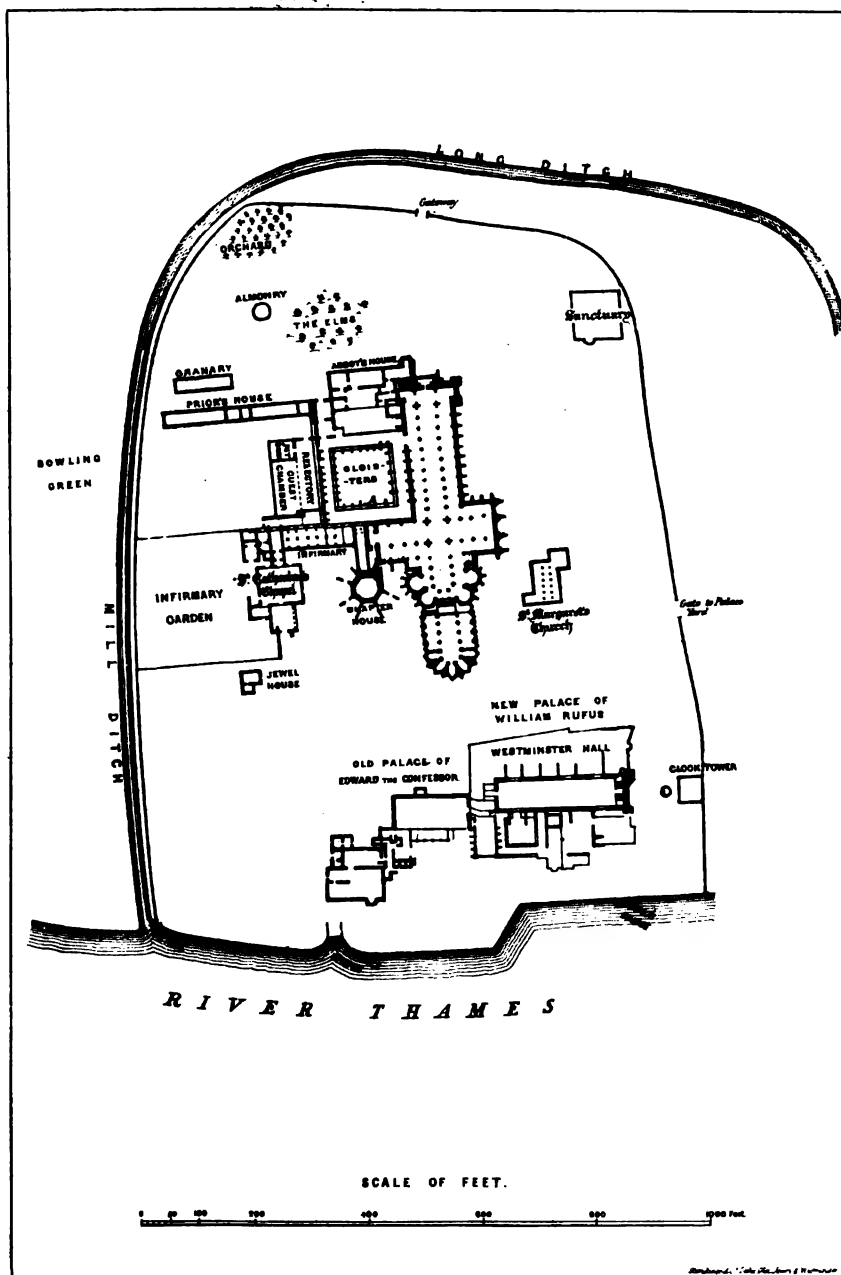 LONG DITCH
Gateway
ORCHARD
ALMONRY
THE ELMS
Sanctuary
ABBOT'S HOUSE
GRANARY
PRIOR'S HOUSE
BOWLING
GREEN
CLOIS
-TERS
REFECTORY
GUEST
CHAMBER
INFIRMARY
St. Catherine's
Chapel
INFIRMARY
GARDEN
CHAPTER
HOUSE
St. Margaret's
Church
Gate to Palace
Yard
MILL DITCH
JEWEL
HOUSE
NEW PALACE OF
WILLIAM RUFUS
OLD PALACE OF
EDWARD THE CONFESSOR
WESTMINSTER HALL
CLOCK TOWER
RIVER THAMES
SCALE OF FEET.
0 50 100 200 400 600 800 1000 Feet.